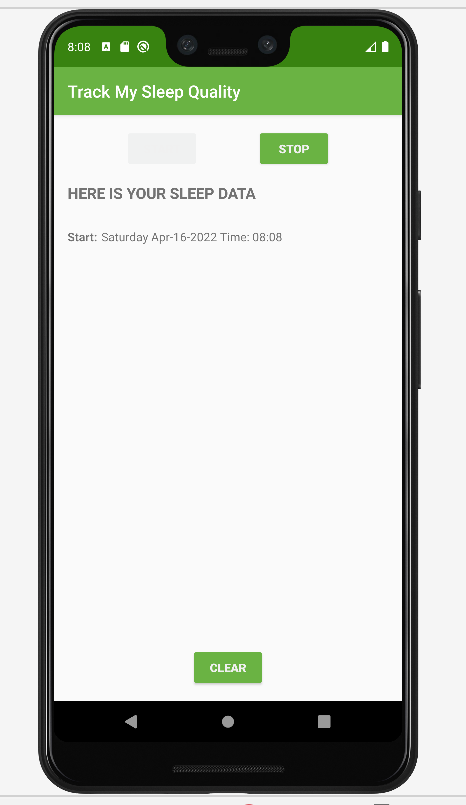 8:08
Track My Sleep Quality
STOP
HERE IS YOUR SLEEP DATA
Start: Saturday Apr-16-2022 Time: 08:08
CLEAR